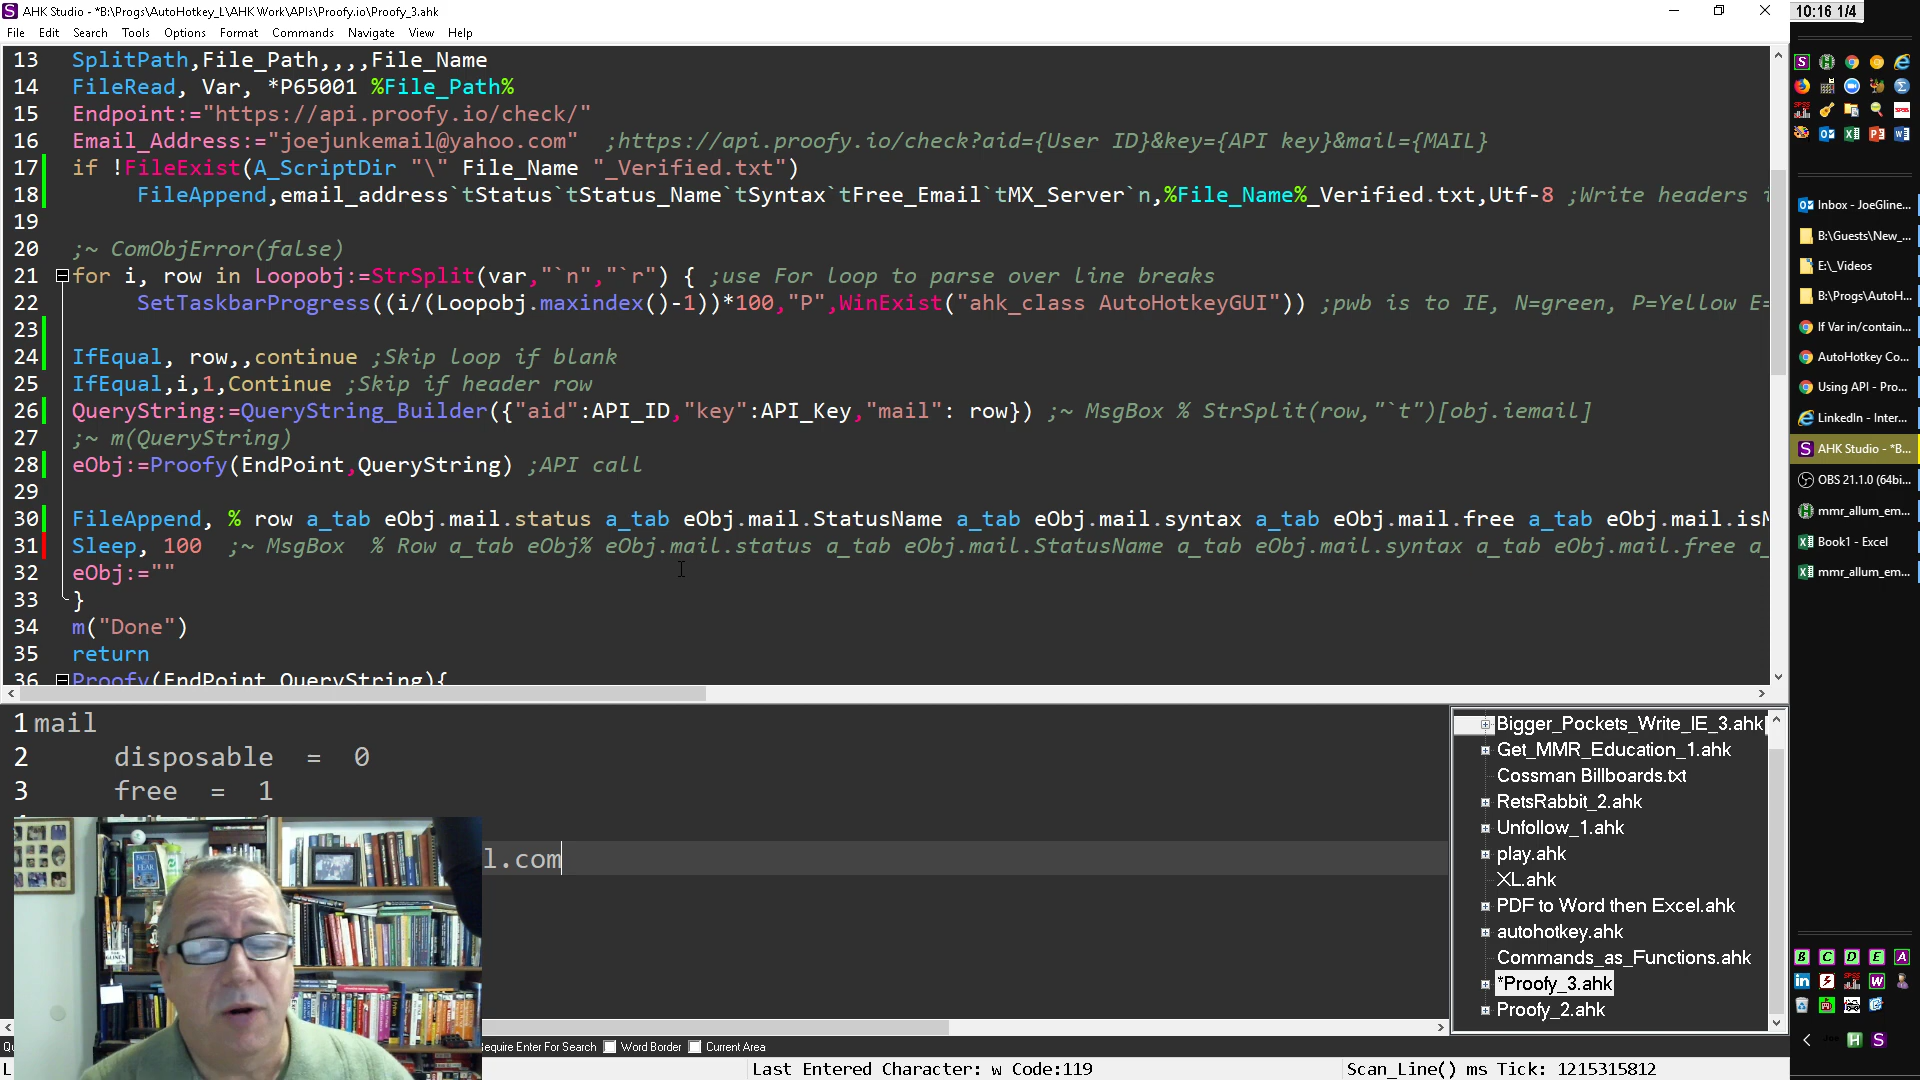 AHK Studio - *B:\Progs\AutoHotkey_L\AHK Work\APIs\Proofy.io\Proofy_3.ahk
10:16 1/4
File Edit Search Tools Options Format Commands Navigate View Help
13 SplitPath,File_Path,,,,File_Name
14 FileRead, Var, *P65001 %File_Path%
15 Endpoint:="https://api.proofy.io/check/"
16 Email_Address:="joejunkemail@yahoo.com" ;https://api.proofy.io/check?aid={User ID}&key={API key}&mail={MAIL}
17 if !FileExist(A_ScriptDir "\" File_Name "_Verified.txt")
18 FileAppend,email_address`tStatus`tStatus_Name`tSyntax`tFree_Email`tMX_Server`n,%File_Name%_Verified.txt,Utf-8 ;Write headers
19
20 ;~ ComObjError(false)
21 for i, row in Loopobj:=StrSplit(var,"`n","`r") { ;use For loop to parse over line breaks
22 SetTaskbarProgress((i/(Loopobj.maxindex()-1))*100,"P",WinExist("ahk_class AutoHotkeyGUI")) ;pwb is to IE, N=green, P=Yellow E=
23
24 IfEqual, row,,continue ;Skip loop if blank
25 IfEqual,i,1,Continue ;Skip if header row
26 QueryString:=QueryString_Builder({"aid":API_ID,"key":API_Key,"mail": row}) ;~ MsgBox % StrSplit(row,"`t")[obj.iemail]
27 ;~ m(QueryString)
28 eObj:=Proofy(EndPoint,QueryString) ;API call
29
30 FileAppend, % row a_tab eObj.mail.status a_tab eObj.mail.StatusName a_tab eObj.mail.syntax a_tab eObj.mail.free a_tab eObj.mail.isM
31 Sleep, 100 ;~ MsgBox % Row a_tab eObj% eObj.mail.status a_tab eObj.mail.StatusName a_tab eObj.mail.syntax a_tab eObj.mail.free a_
32 eObj:=""
33 }
34 m("Done")
35 return
36 Proofy(EndPoint,QueryString){
1 mail
2 disposable = 0
3 free = 1
l.com
Bigger_Pockets_Write_IE_3.ahk
Get_MMR_Education_1.ahk
Cossman Billboards.txt
RetsRabbit_2.ahk
Unfollow_1.ahk
play.ahk
XL.ahk
PDF to Word then Excel.ahk
autohotkey.ahk
Commands_as_Functions.ahk
*Proofy_3.ahk
Proofy_2.ahk
equire Enter For Search Word Border Current Area
Last Entered Character: w Code:119
Scan_Line() ms Tick: 1215315812
Inbox - JoeGline...
B:\Guests\New_...
E:\_Videos
B:\Progs\AutoH...
If Var in/contain...
AutoHotkey Co...
Using API - Pro...
LinkedIn - Inter...
AHK Studio - *B...
OBS 21.1.0 (64bi...
mmr_allum_em...
Book1 - Excel
mmr_allum_em...